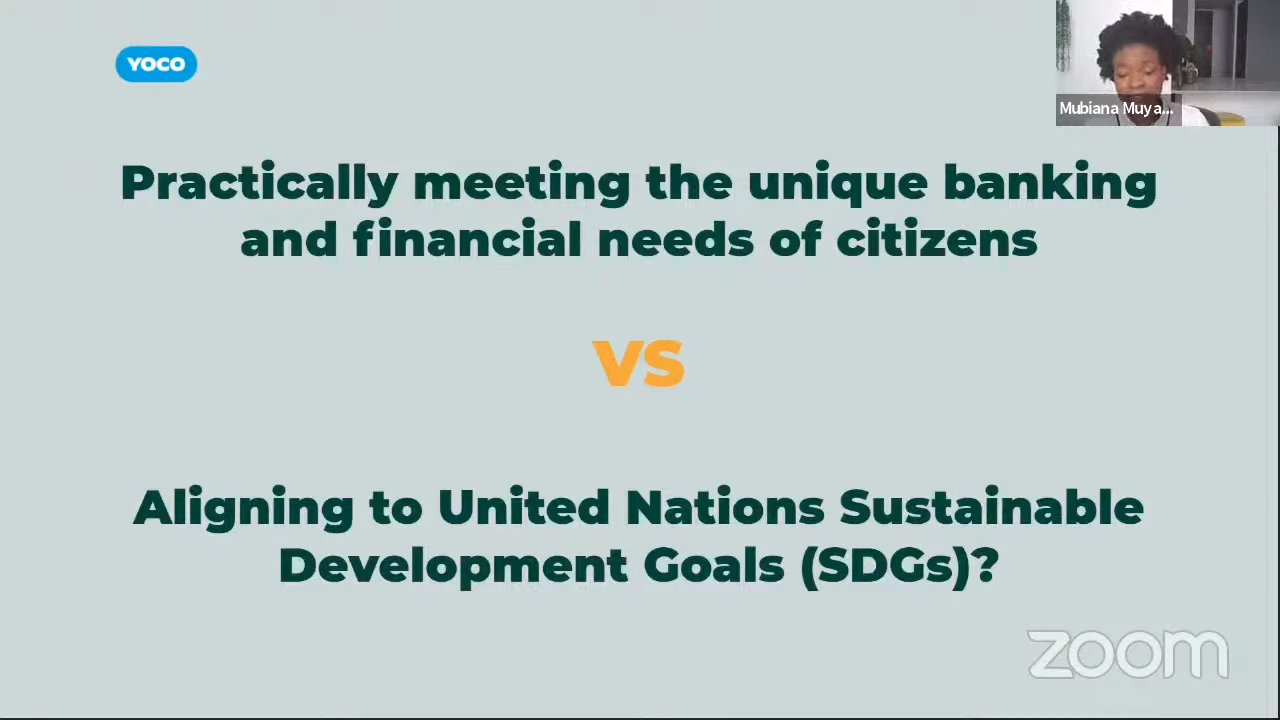 YOCO
Mubiana Muya...
Practically meeting the unique banking
and financial needs of citizens
VS
Aligning to United Nations Sustainable
Development Goals (SDGs)?
zoom